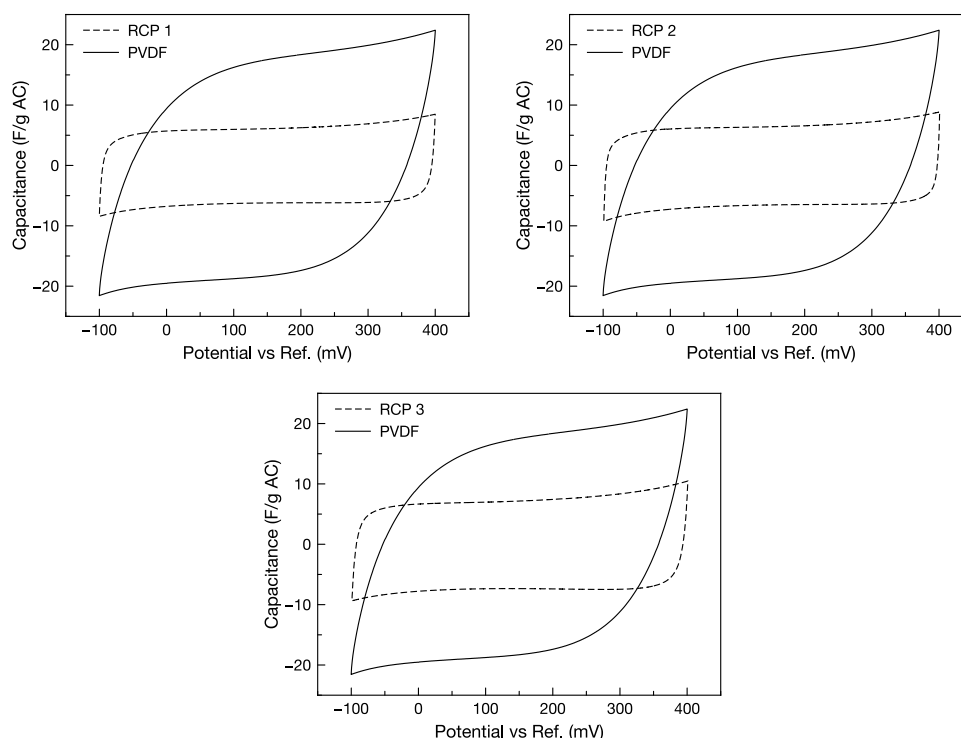 RCP 1
PVDF
20
10
0
−10
−20
Capacitance (F/g AC)
−100 0 100 200 300 400
Potential vs Ref. (mV)
RCP 2
PVDF
20
10
0
−10
−20
Capacitance (F/g AC)
−100 0 100 200 300 400
Potential vs Ref. (mV)
RCP 3
PVDF
20
10
0
−10
−20
Capacitance (F/g AC)
−100 0 100 200 300 400
Potential vs Ref. (mV)